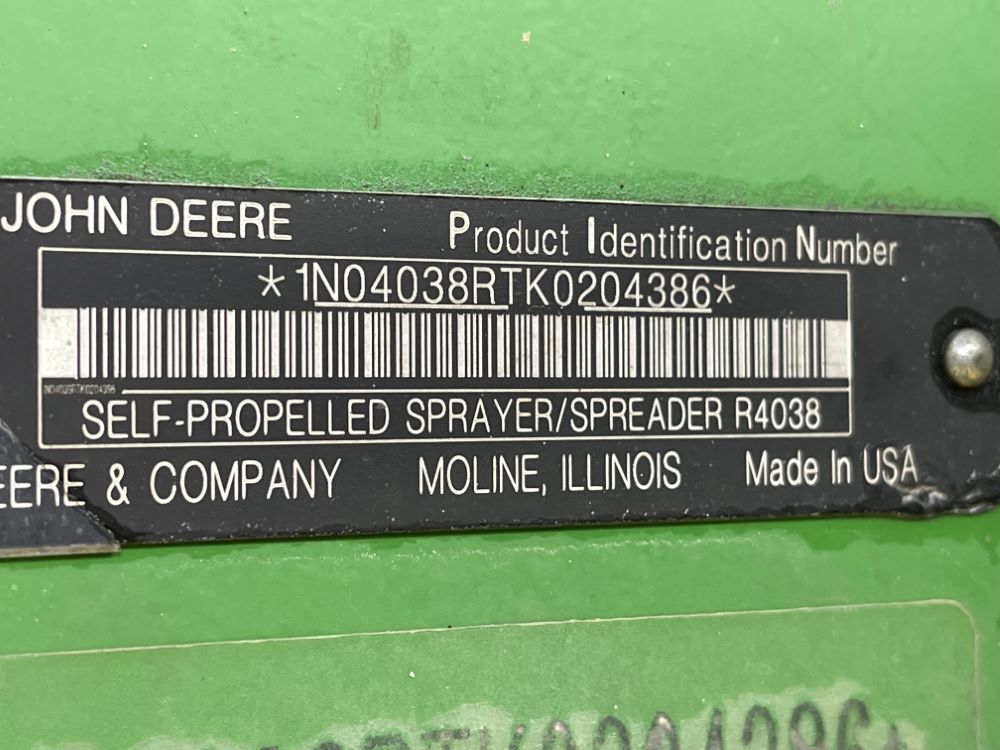 JOHN DEERE Product Identification Number
*1N04038RTK0204386*
SELF-PROPELLED SPRAYER/SPREADER R4038
EERE & COMPANY MOLINE, ILLINOIS Made In USA